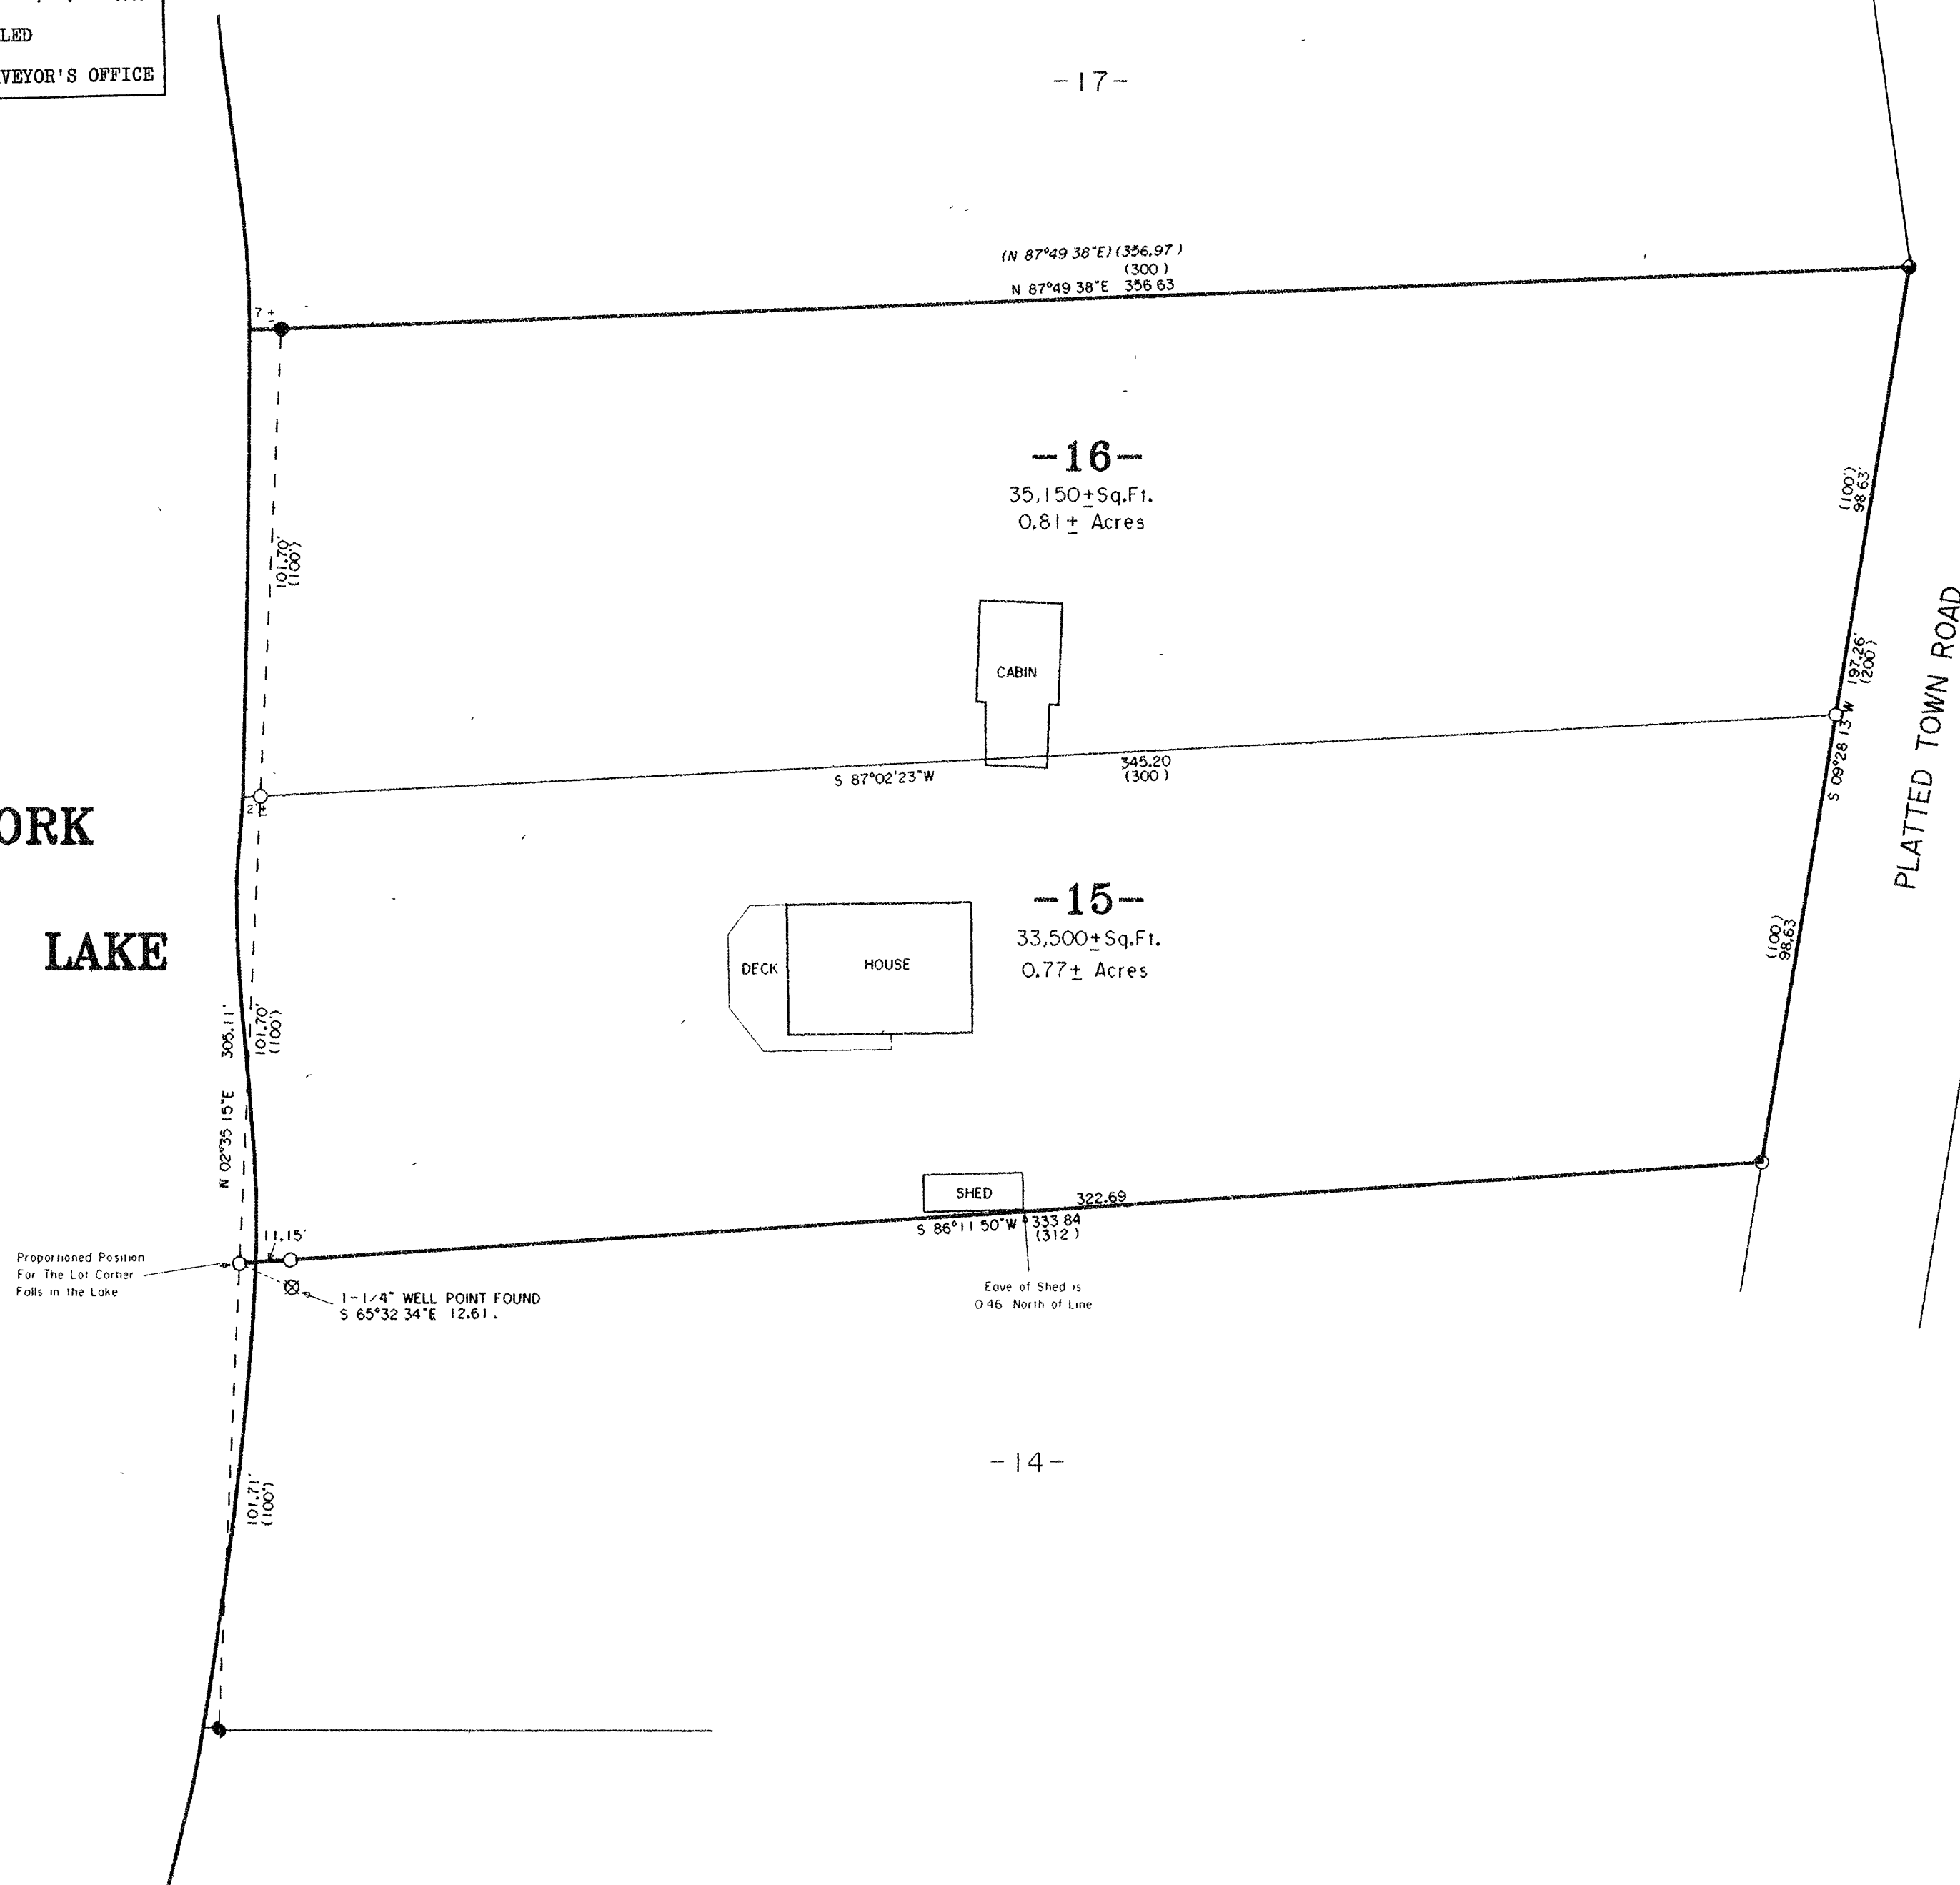 LED
VEYOR'S OFFICE
-17-
(N 87°49 38"E) (356.97 )
(300 )
N 87°49 38"E 356 63
7 ±
-16-
35,150±Sq.Ft.
0.81± Acres
(100')
98 63'
101.70'
(100')
CABIN
197.26'
(200 )
S 09°28 13"W
PLATTED TOWN ROAD
345.20
(300 )
S 87°02'23"W
2'±
ORK
LAKE
-15-
33,500±Sq.Ft.
0.77± Acres
DECK
HOUSE
(100')
98.63
N 02°35 15"E 305.11'
101.70'
(100')
SHED
322.69
S 86°11 50"W 333 84
(312 )
11.15'
Proportioned Position
For The Lot Corner
Falls in the Lake
1-1/4" WELL POINT FOUND
S 65°32 34"E 12.61 .
Eave of Shed is
0 46 North of Line
-14-
101.71'
(100')